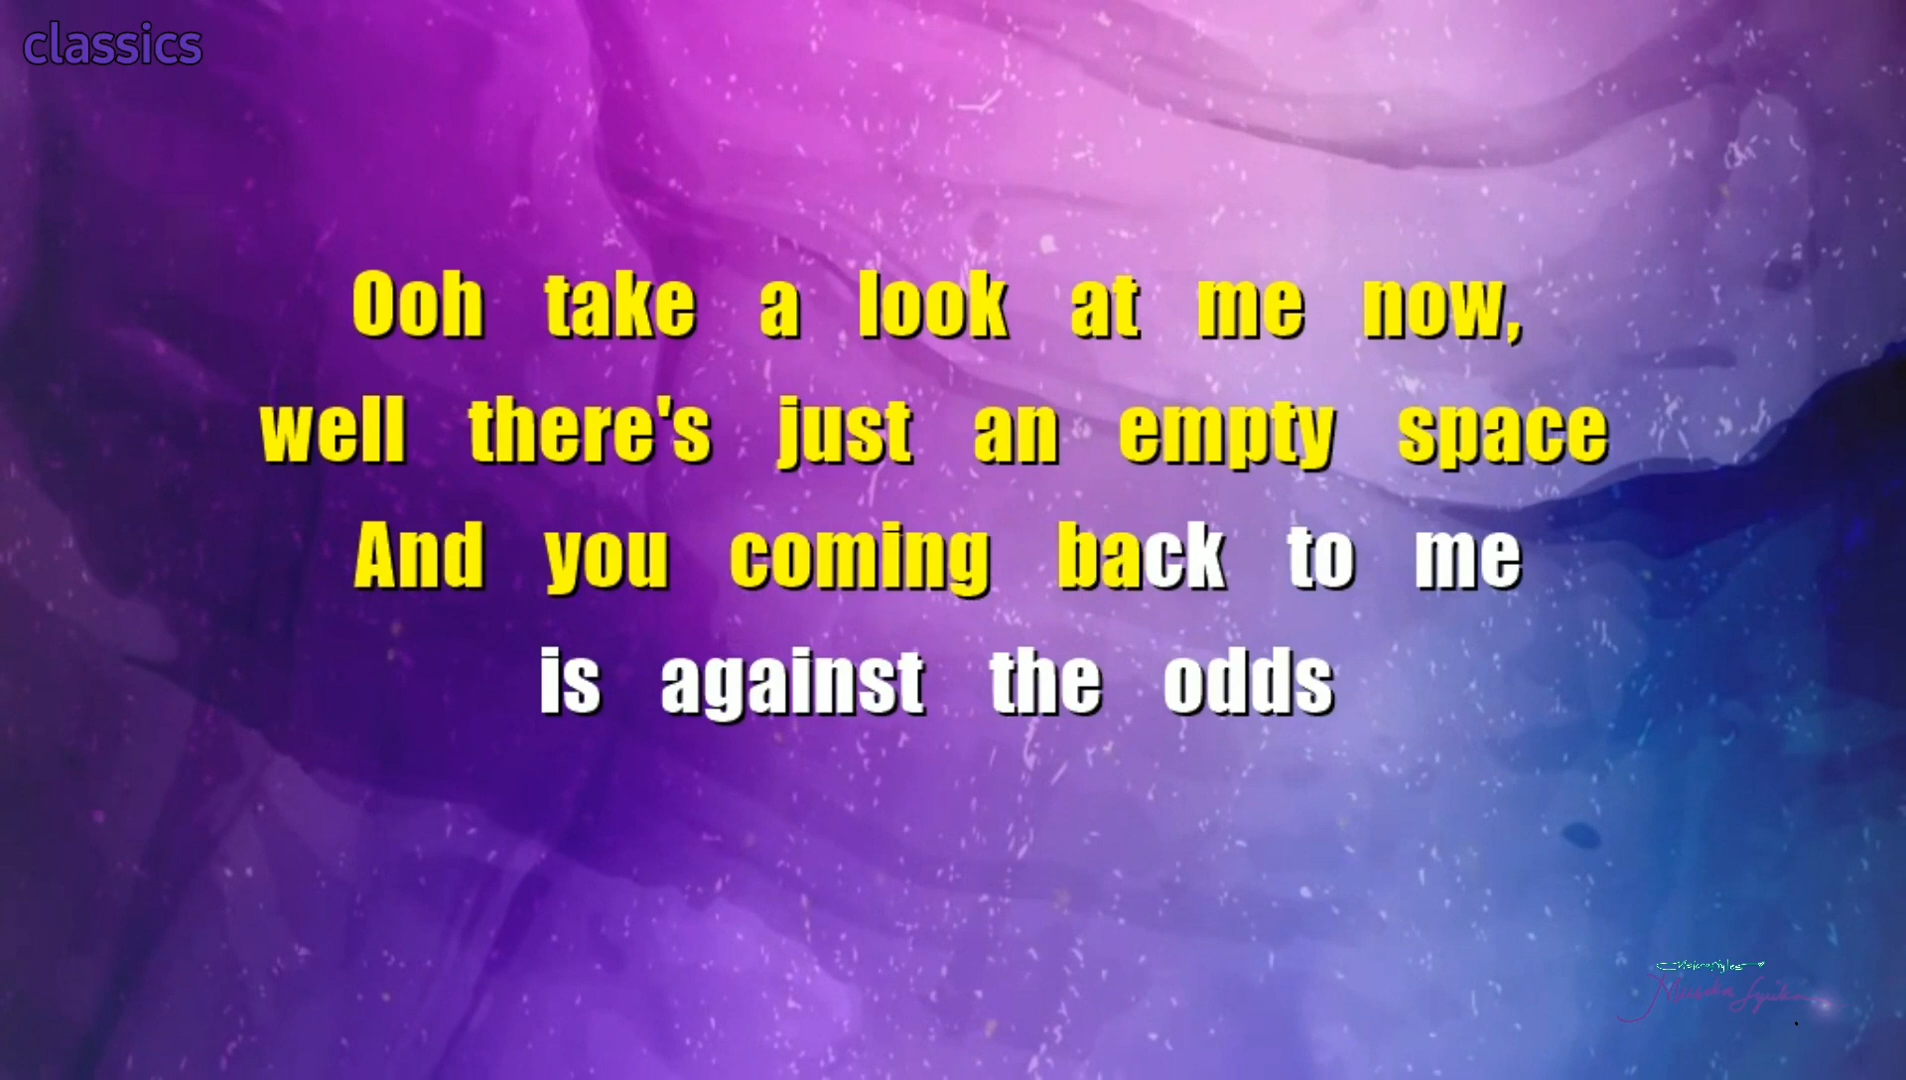 classics
Ooh take a look at me now,
well there's just an empty space
And you coming back to me
is against the odds